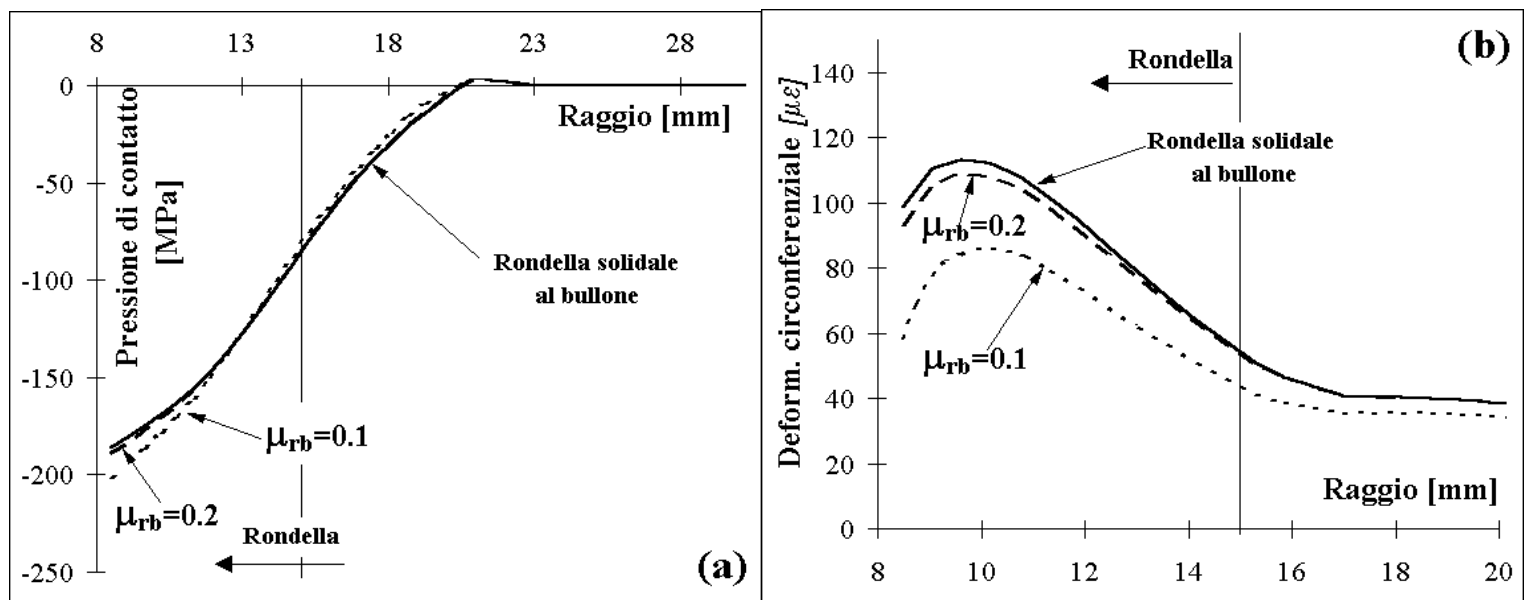 8 13 18 23 28
0
-50
-100
-150
-200
-250
Pressione di contatto
[MPa]
Raggio [mm]
Rondella solidale
al bullone
μrb=0.1
μrb=0.2
Rondella
(a)
(b)
140
120
100
80
60
40
20
0
Deform. circonferenziale [με]
Rondella
Rondella solidale
al bullone
μrb=0.2
μrb=0.1
Raggio [mm]
8 10 12 14 16 18 20